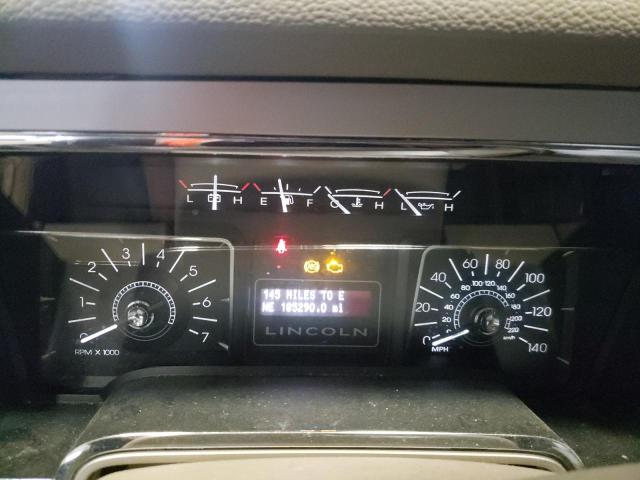 L H E F C H L H
0 1 2 3 4 5 6 7
RPM X 1000
145 MILES TO E
NE 185290.0 mi
LINCOLN
0 20 40 60 80 100 120 140
MPH